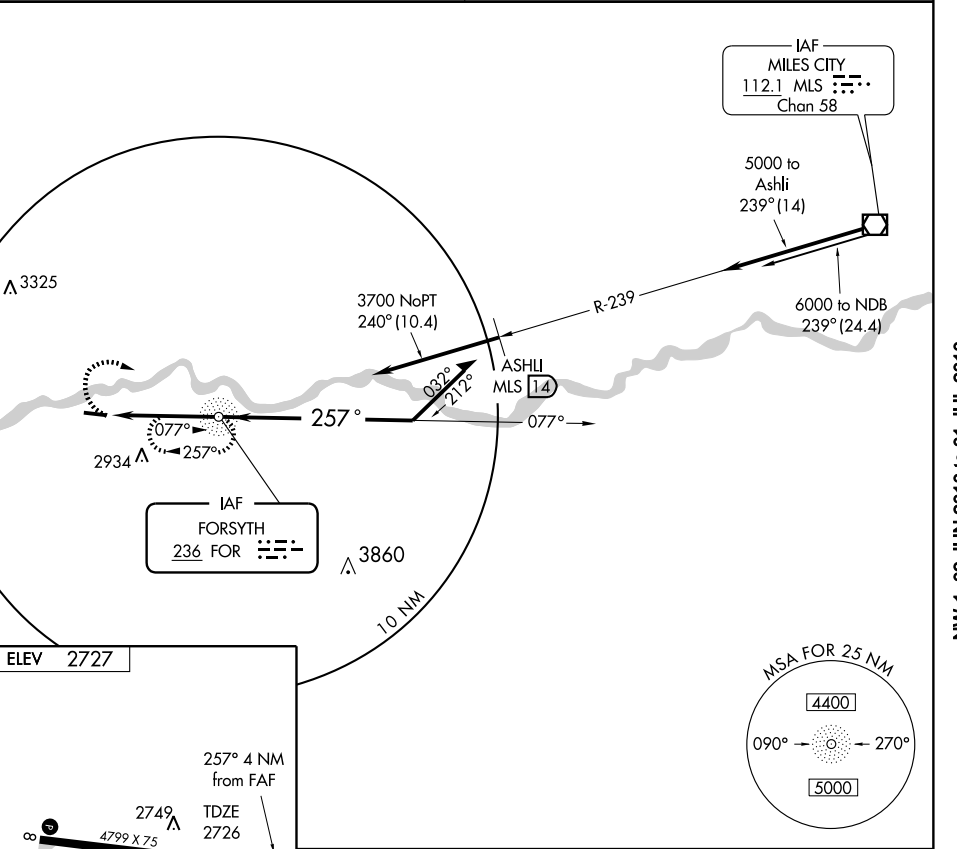 IAF
MILES CITY
112.1 MLS
Chan 58
5000 to
Ashli
239° (14)
3325
3700 NoPT
240° (10.4)
R-239
6000 to NDB
239° (24.4)
ASHLI
MLS 14
032°
212°
257°
077°
077°
257°
2934
IAF
FORSYTH
236 FOR
3860
10 NM
ELEV 2727
MSA FOR 25 NM
4400
090°
270°
5000
257° 4 NM
from FAF
2749
TDZE
2726
P
8
4799 X 75